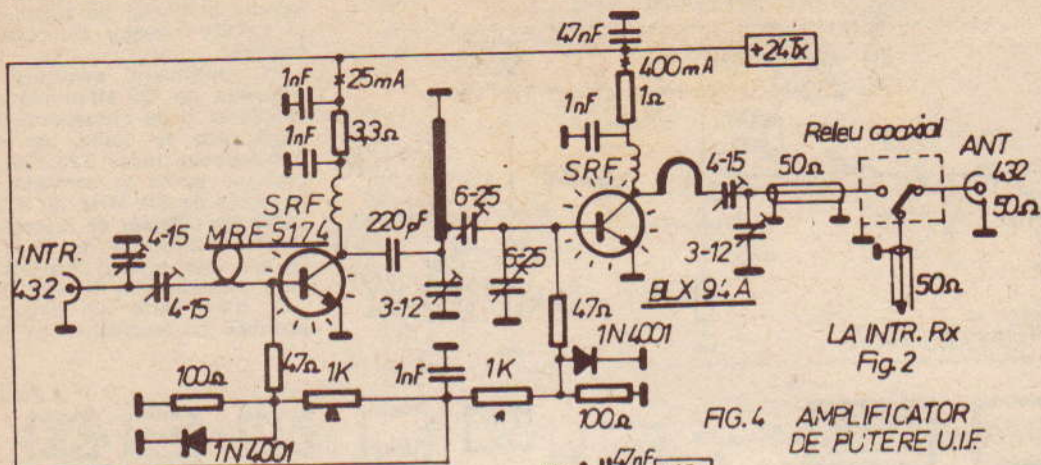 47nF
+24Tx
1nF
25mA
400mA
1Ω
1nF
3,3Ω
1nF
Releu coaxial
ANT
432
50Ω
SRF
SRF
4-15
50Ω
6-25
220pF
MRF 5174
4-15
INTR.
432
4-15
3-12
6-25
3-12
BLX 94A
50Ω
LA INTR. Rx
Fig.2
47Ω
47Ω
1N4001
100Ω
1K
1nF
1K
100Ω
1N4001
FIG. 4 AMPLIFICATOR
DE PUTERE U.I.F.
47nF